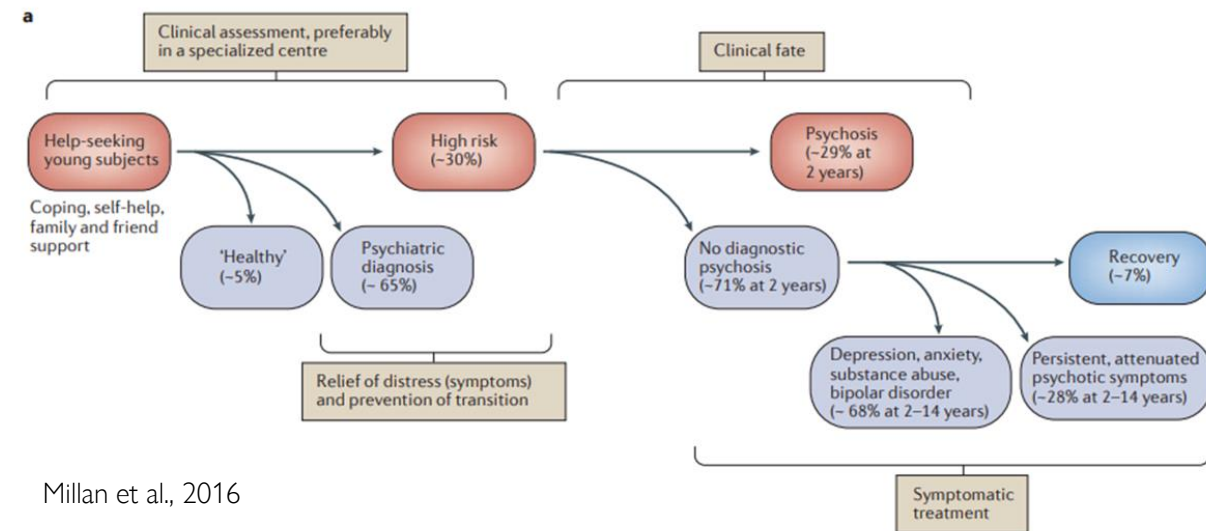 a
Clinical assessment, preferably
in a specialized centre
Clinical fate
Help-seeking
young subjects
High risk
(~30%)
Psychosis
(~29% at
2 years)
Coping, self-help,
family and friend
support
‘Healthy’
(~5%)
Psychiatric
diagnosis
(~ 65%)
No diagnostic
psychosis
(~71% at 2 years)
Recovery
(~7%)
Relief of distress (symptoms)
and prevention of transition
Depression, anxiety,
substance abuse,
bipolar disorder
(~ 68% at 2–14 years)
Persistent, attenuated
psychotic symptoms
(~28% at 2–14 years)
Millan et al., 2016
Symptomatic
treatment